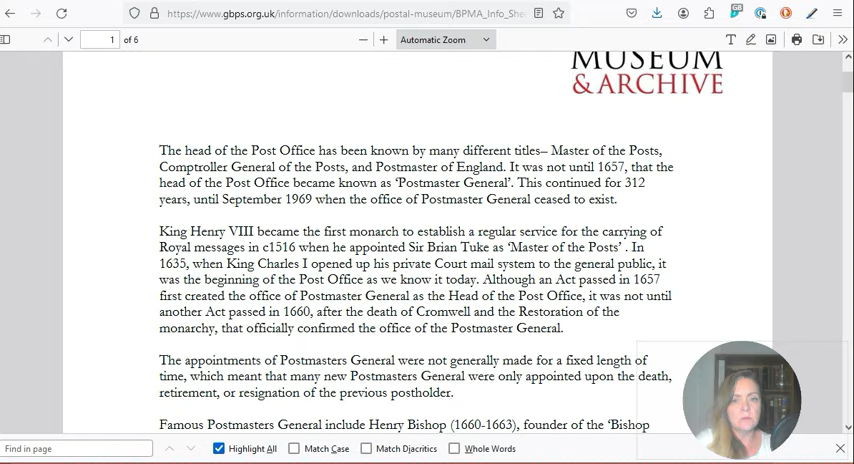 https://www.gbps.org.uk/information/downloads/postal-museum/BPMA_Info_She
1 of 6
Automatic Zoom
MUSEUM
& ARCHIVE
The head of the Post Office has been known by many different titles– Master of the Posts,
Comptroller General of the Posts, and Postmaster of England. It was not until 1657, that the
head of the Post Office became known as ‘Postmaster General’. This continued for 312
years, until September 1969 when the office of Postmaster General ceased to exist.
King Henry VIII became the first monarch to establish a regular service for the carrying of
Royal messages in c1516 when he appointed Sir Brian Tuke as ‘Master of the Posts’ . In
1635, when King Charles I opened up his private Court mail system to the general public, it
was the beginning of the Post Office as we know it today. Although an Act passed in 1657
first created the office of Postmaster General as the Head of the Post Office, it was not until
another Act passed in 1660, after the death of Cromwell and the Restoration of the
monarchy, that officially confirmed the office of the Postmaster General.
The appointments of Postmasters General were not generally made for a fixed length of
time, which meant that many new Postmasters General were only appointed upon the death,
retirement, or resignation of the previous postholder.
Famous Postmasters General include Henry Bishop (1660-1663), founder of the ‘Bishop
Find in page
Highlight All Match Case Match Diacritics Whole Words